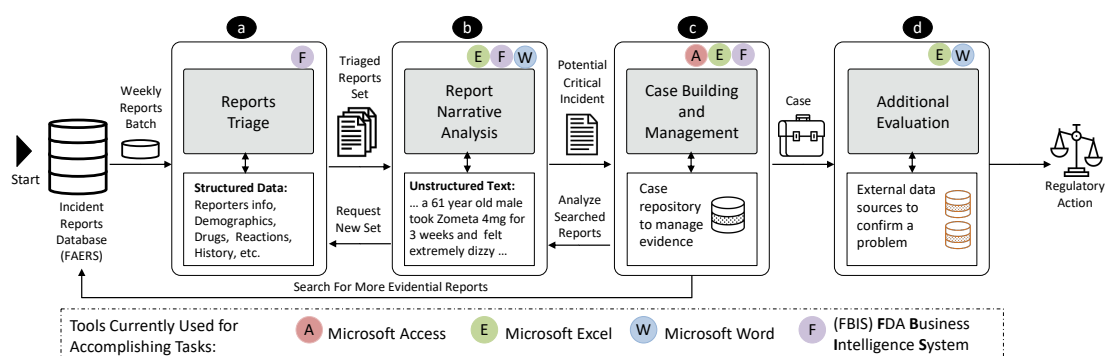 a
b
c
d
F
E F W
A E F
E W
Start
Incident
Reports
Database
(FAERS)
Weekly
Reports
Batch
Reports
Triage
Structured Data:
Reporters info,
Demographics,
Drugs, Reactions,
History, etc.
Triaged
Reports
Set
Request
New Set
Report
Narrative
Analysis
Unstructured Text:
... a 61 year old male
took Zometa 4mg for
3 weeks and felt
extremely dizzy ...
Potential
Critical
Incident
Analyze
Searched
Reports
Case Building
and
Management
Case
repository
to manage
evidence
Case
Additional
Evaluation
External data
sources to
confirm a
problem
Regulatory
Action
Search For More Evidential Reports
Tools Currently Used for
Accomplishing Tasks:
A Microsoft Access
E Microsoft Excel
W Microsoft Word
F (FBIS) FDA Business
Intelligence System